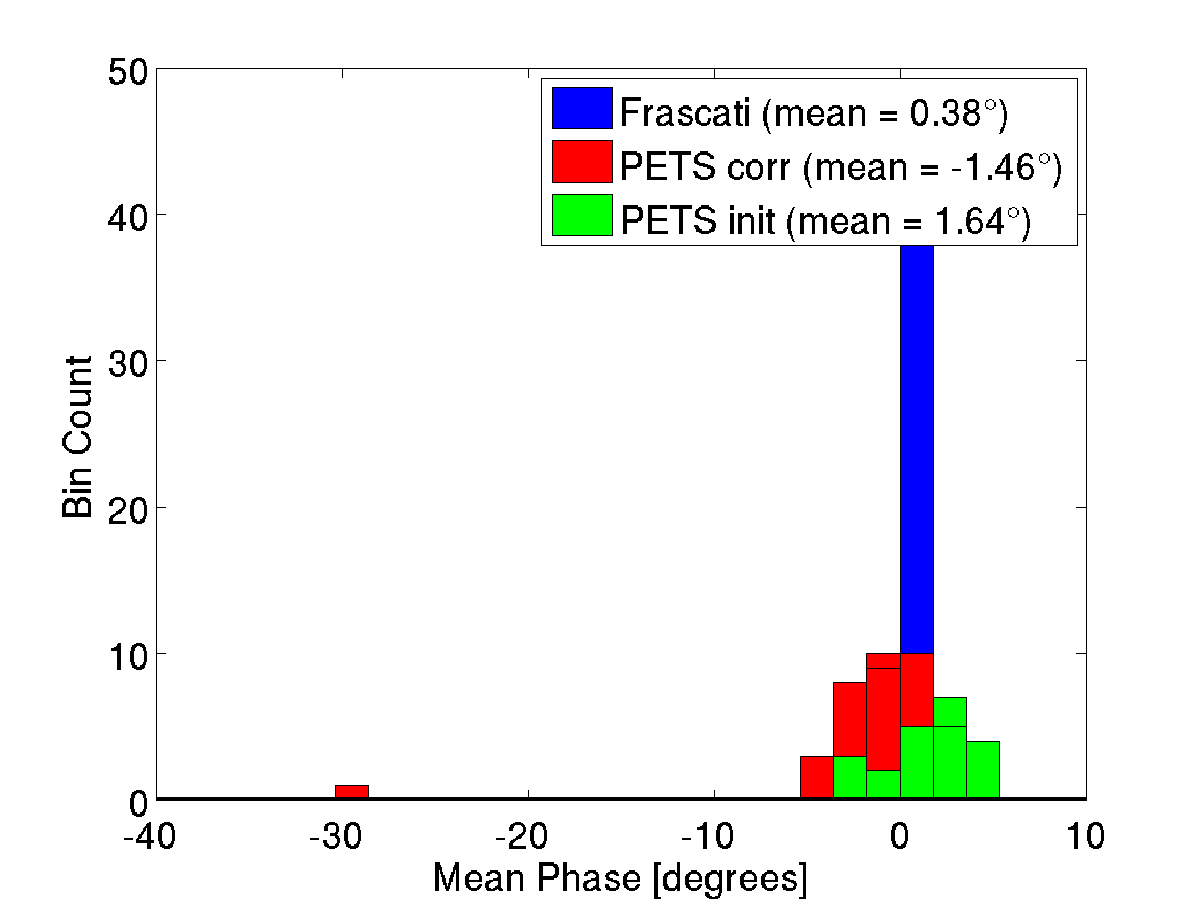 50
40
30
20
10
0
Bin Count
Frascati (mean = 0.38°)
PETS corr (mean = -1.46°)
PETS init (mean = 1.64°)
-40 -30 -20 -10 0 10
Mean Phase [degrees]